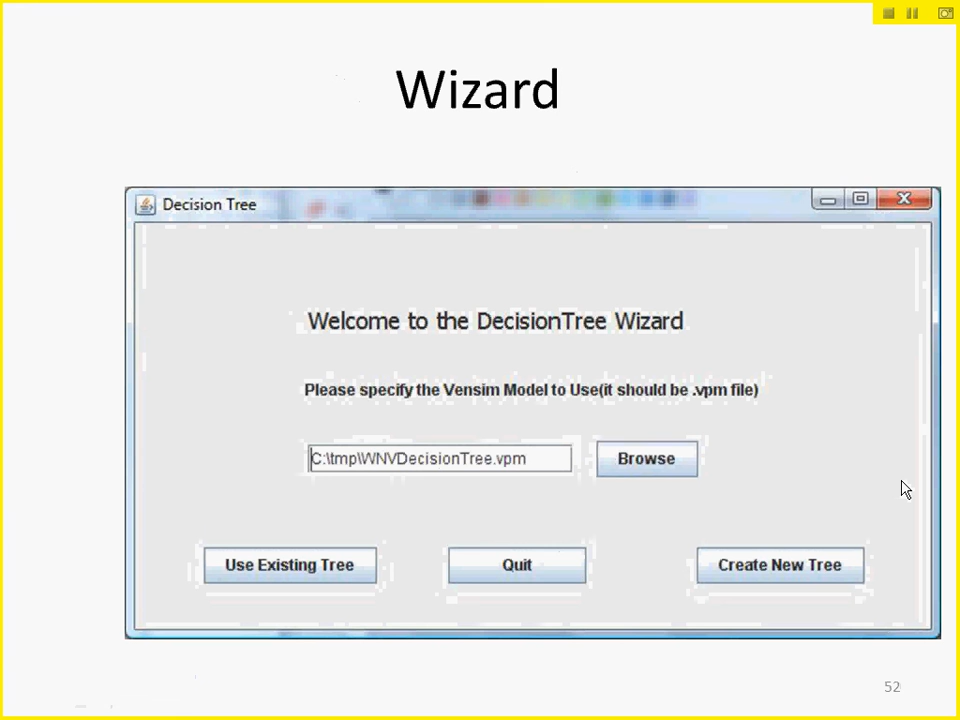 Wizard
Decision Tree
Welcome to the DecisionTree Wizard
Please specify the Vensim Model to Use(it should be .vpm file)
C:\tmp\WNVDecisionTree.vpm
Browse
Use Existing Tree
Quit
Create New Tree
52